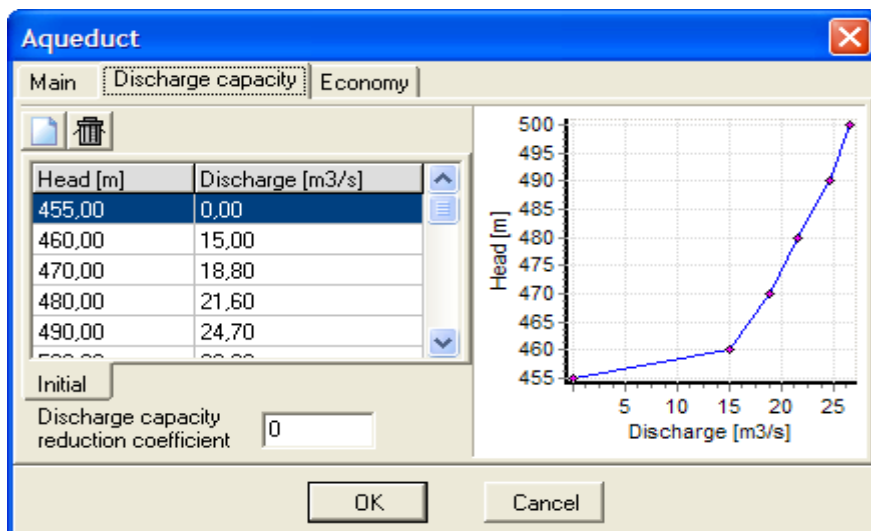 Aqueduct
Main Discharge capacity Economy
Head [m] Discharge [m3/s]
455,00 0,00
460,00 15,00
470,00 18,80
480,00 21,60
490,00 24,70
Initial
Discharge capacity
reduction coefficient 0
500
495
490
485
480
475
470
465
460
455
Head [m]
5 10 15 20 25
Discharge [m3/s]
OK Cancel